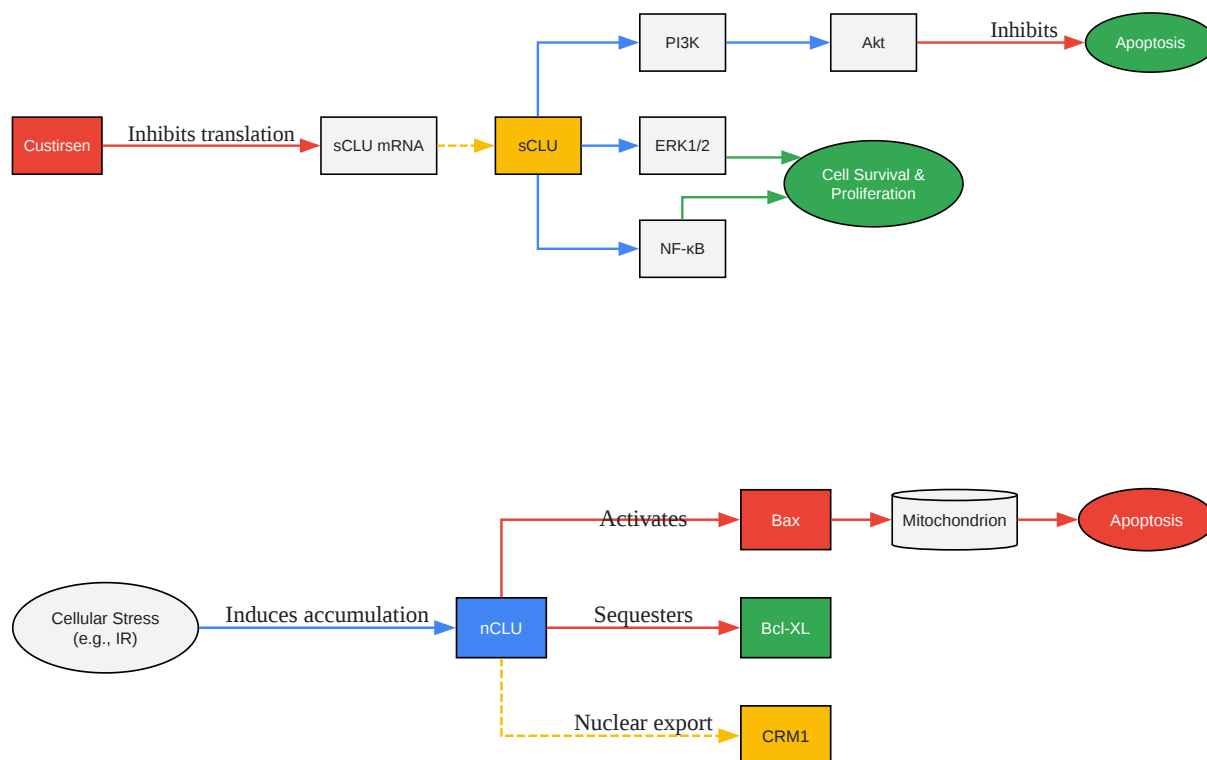 PI3K
Akt
Inhibits
Apoptosis
Custirsen
Inhibits translation
sCLU mRNA
sCLU
ERK1/2
Cell Survival &
Proliferation
NF-κB
Activates
Bax
Mitochondrion
Apoptosis
Cellular Stress
(e.g., IR)
Induces accumulation
nCLU
Sequesters
Bcl-XL
Nuclear export
CRM1